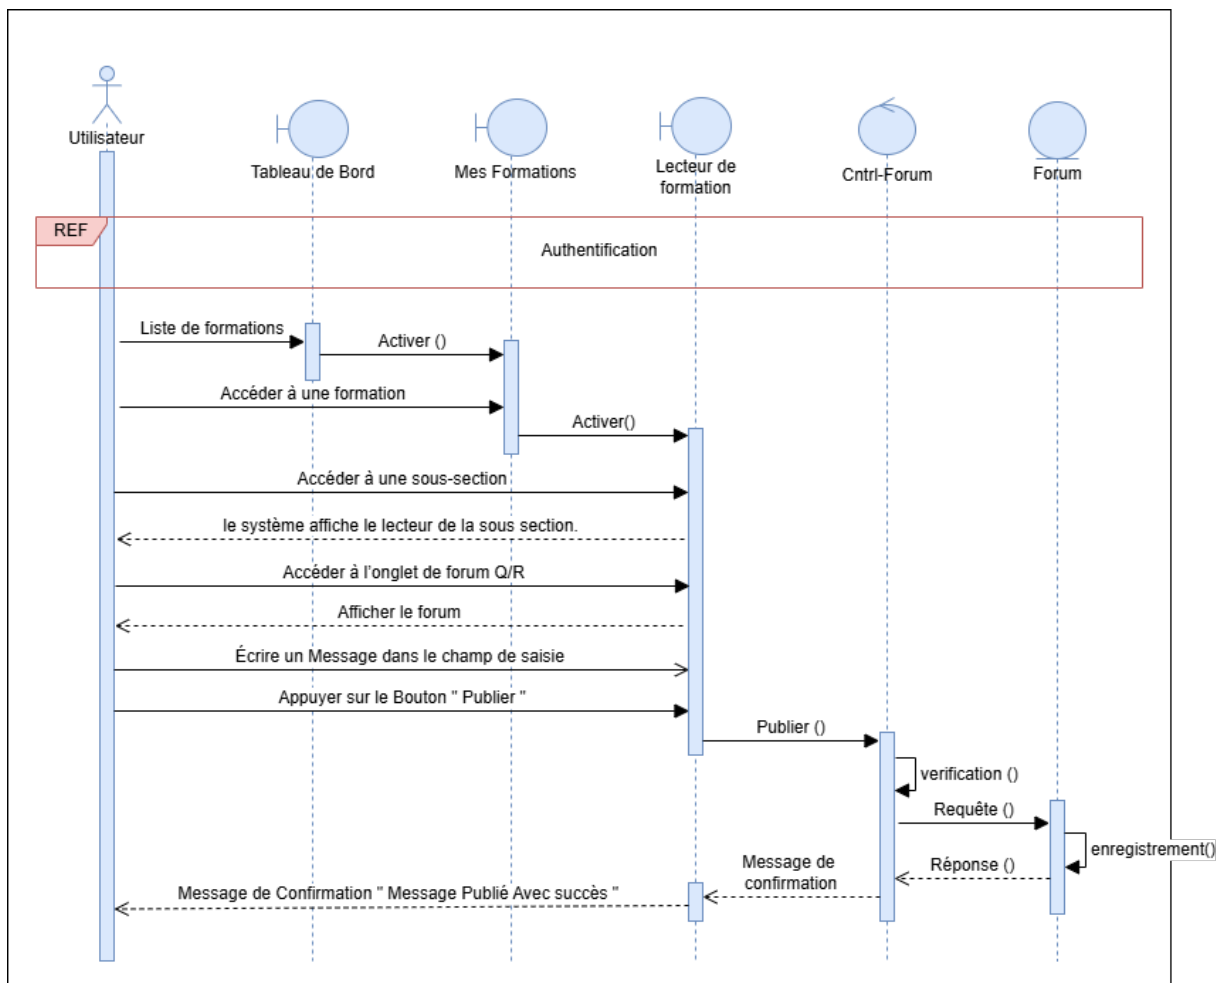 Utilisateur
Tableau de Bord
Mes Formations
Lecteur de
formation
Cntrl-Forum
Forum
REF
Authentification
Liste de formations
Activer ()
Accéder à une formation
Activer()
Accéder à une sous-section
le système affiche le lecteur de la sous section.
Accéder à l'onglet de forum Q/R
Afficher le forum
Écrire un Message dans le champ de saisie
Appuyer sur le Bouton " Publier "
Publier ()
verification ()
Requête ()
enregistrement()
Réponse ()
Message de
confirmation
Message de Confirmation " Message Publié Avec succès "